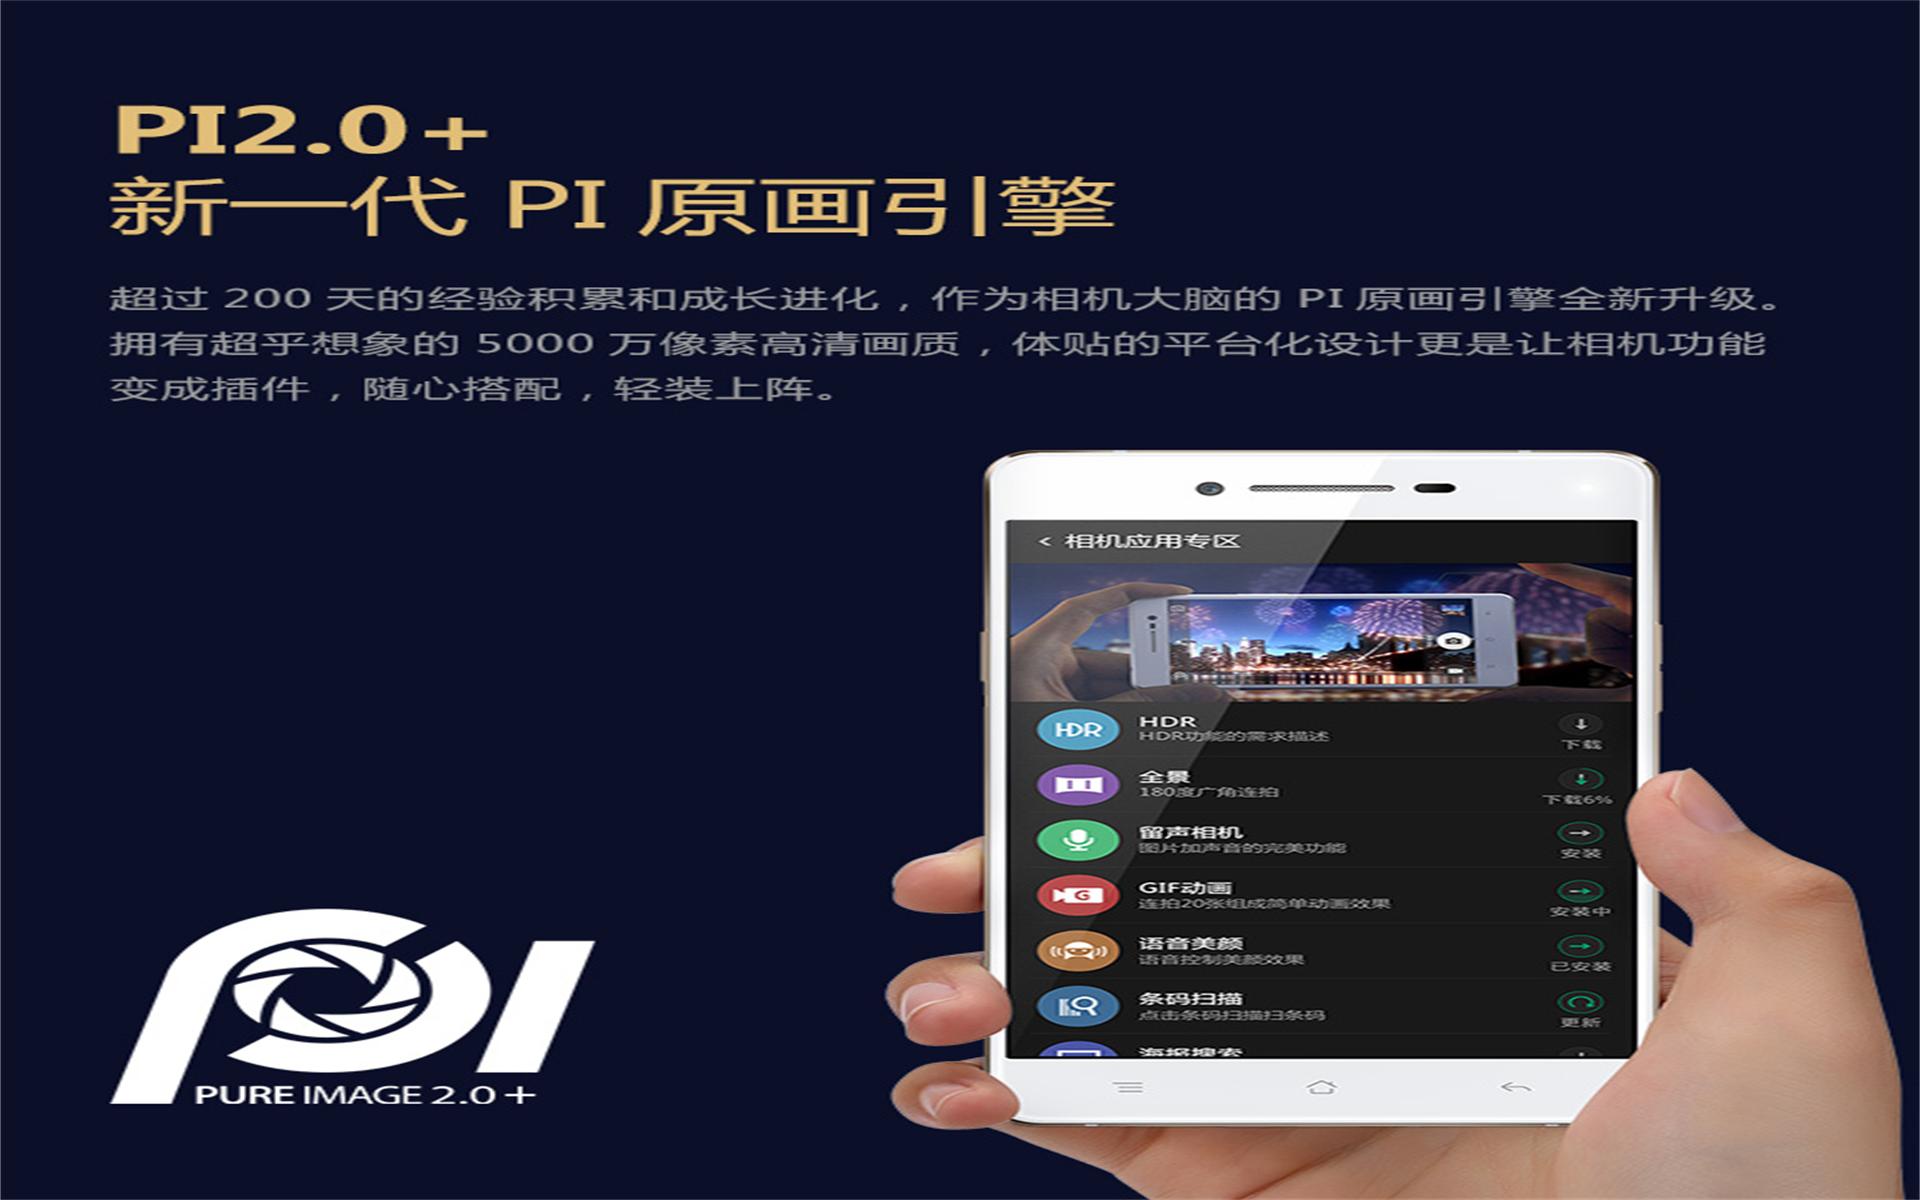 PI2.0+
新一代 PI 原画引擎
超过 200 天的经验积累和成长进化，作为相机大脑的 PI 原画引擎全新升级。
拥有超乎想象的 5000 万像素高清画质，体贴的平台化设计更是让相机功能
变成插件，随心搭配，轻装上阵。
< 相机应用专区
HDR
HDR
HDR功能的需求描述
下载
全景
180度广角连拍
下载6%
留声相机
图片加声音的完美功能
安装
G
GIF动画
连拍20张组成简单动画效果
安装中
语音美颜
语音控制美颜效果
已安装
条码扫描
点击条码扫描扫条码
更新
海报搜索
PI
PURE IMAGE 2.0+